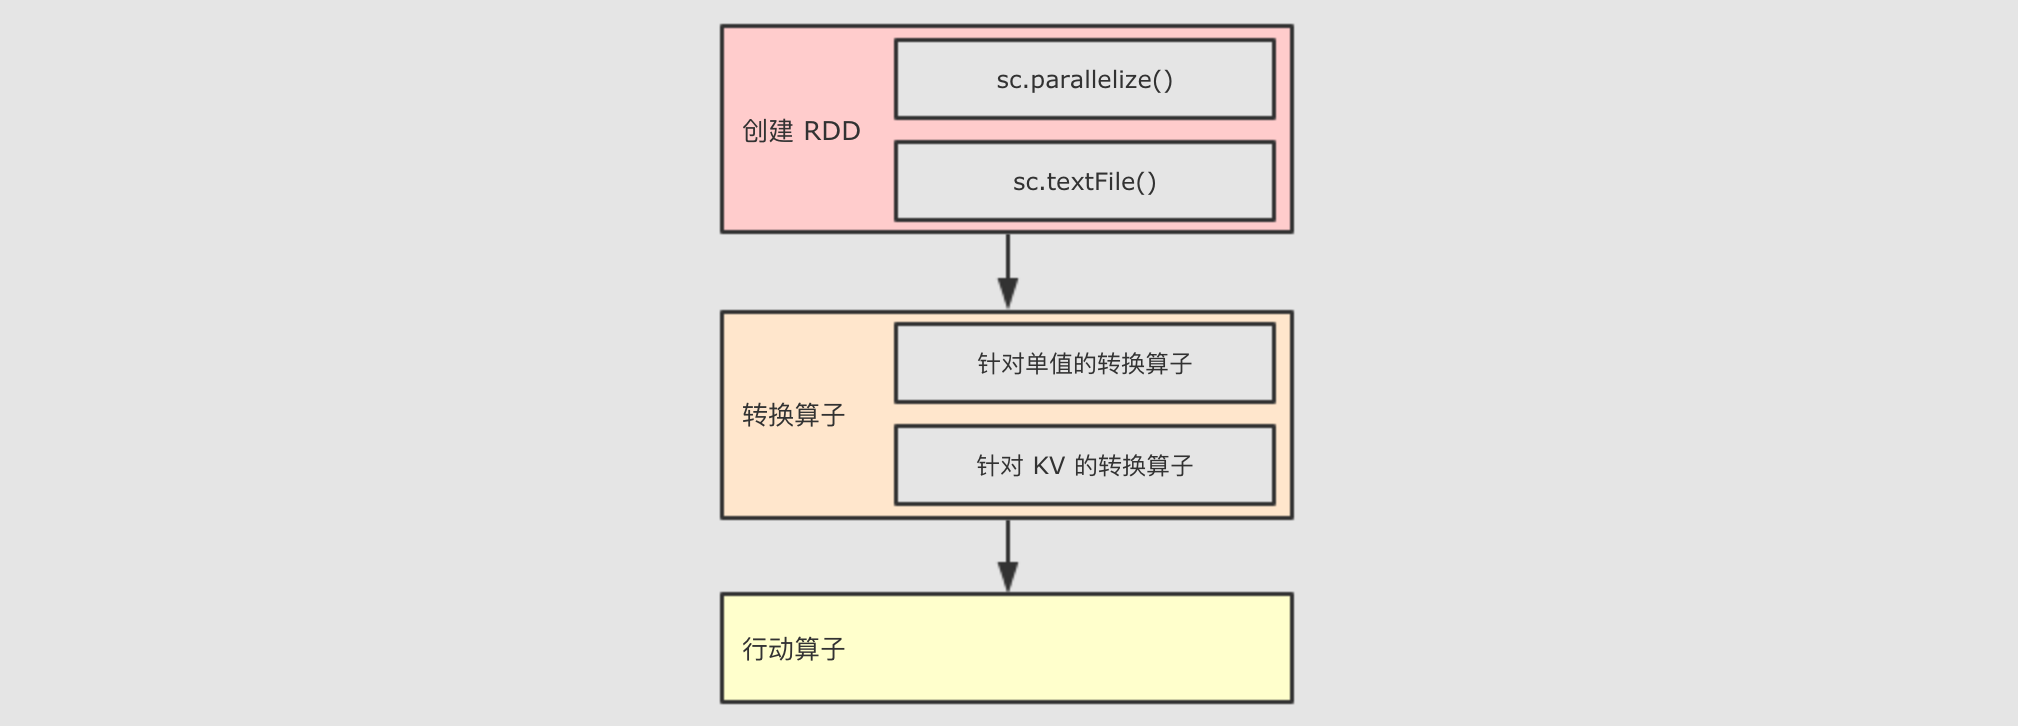 sc.parallelize()
创建 RDD
sc.textFile()
针对单值的转换算子
转换算子
针对 KV 的转换算子
行动算子